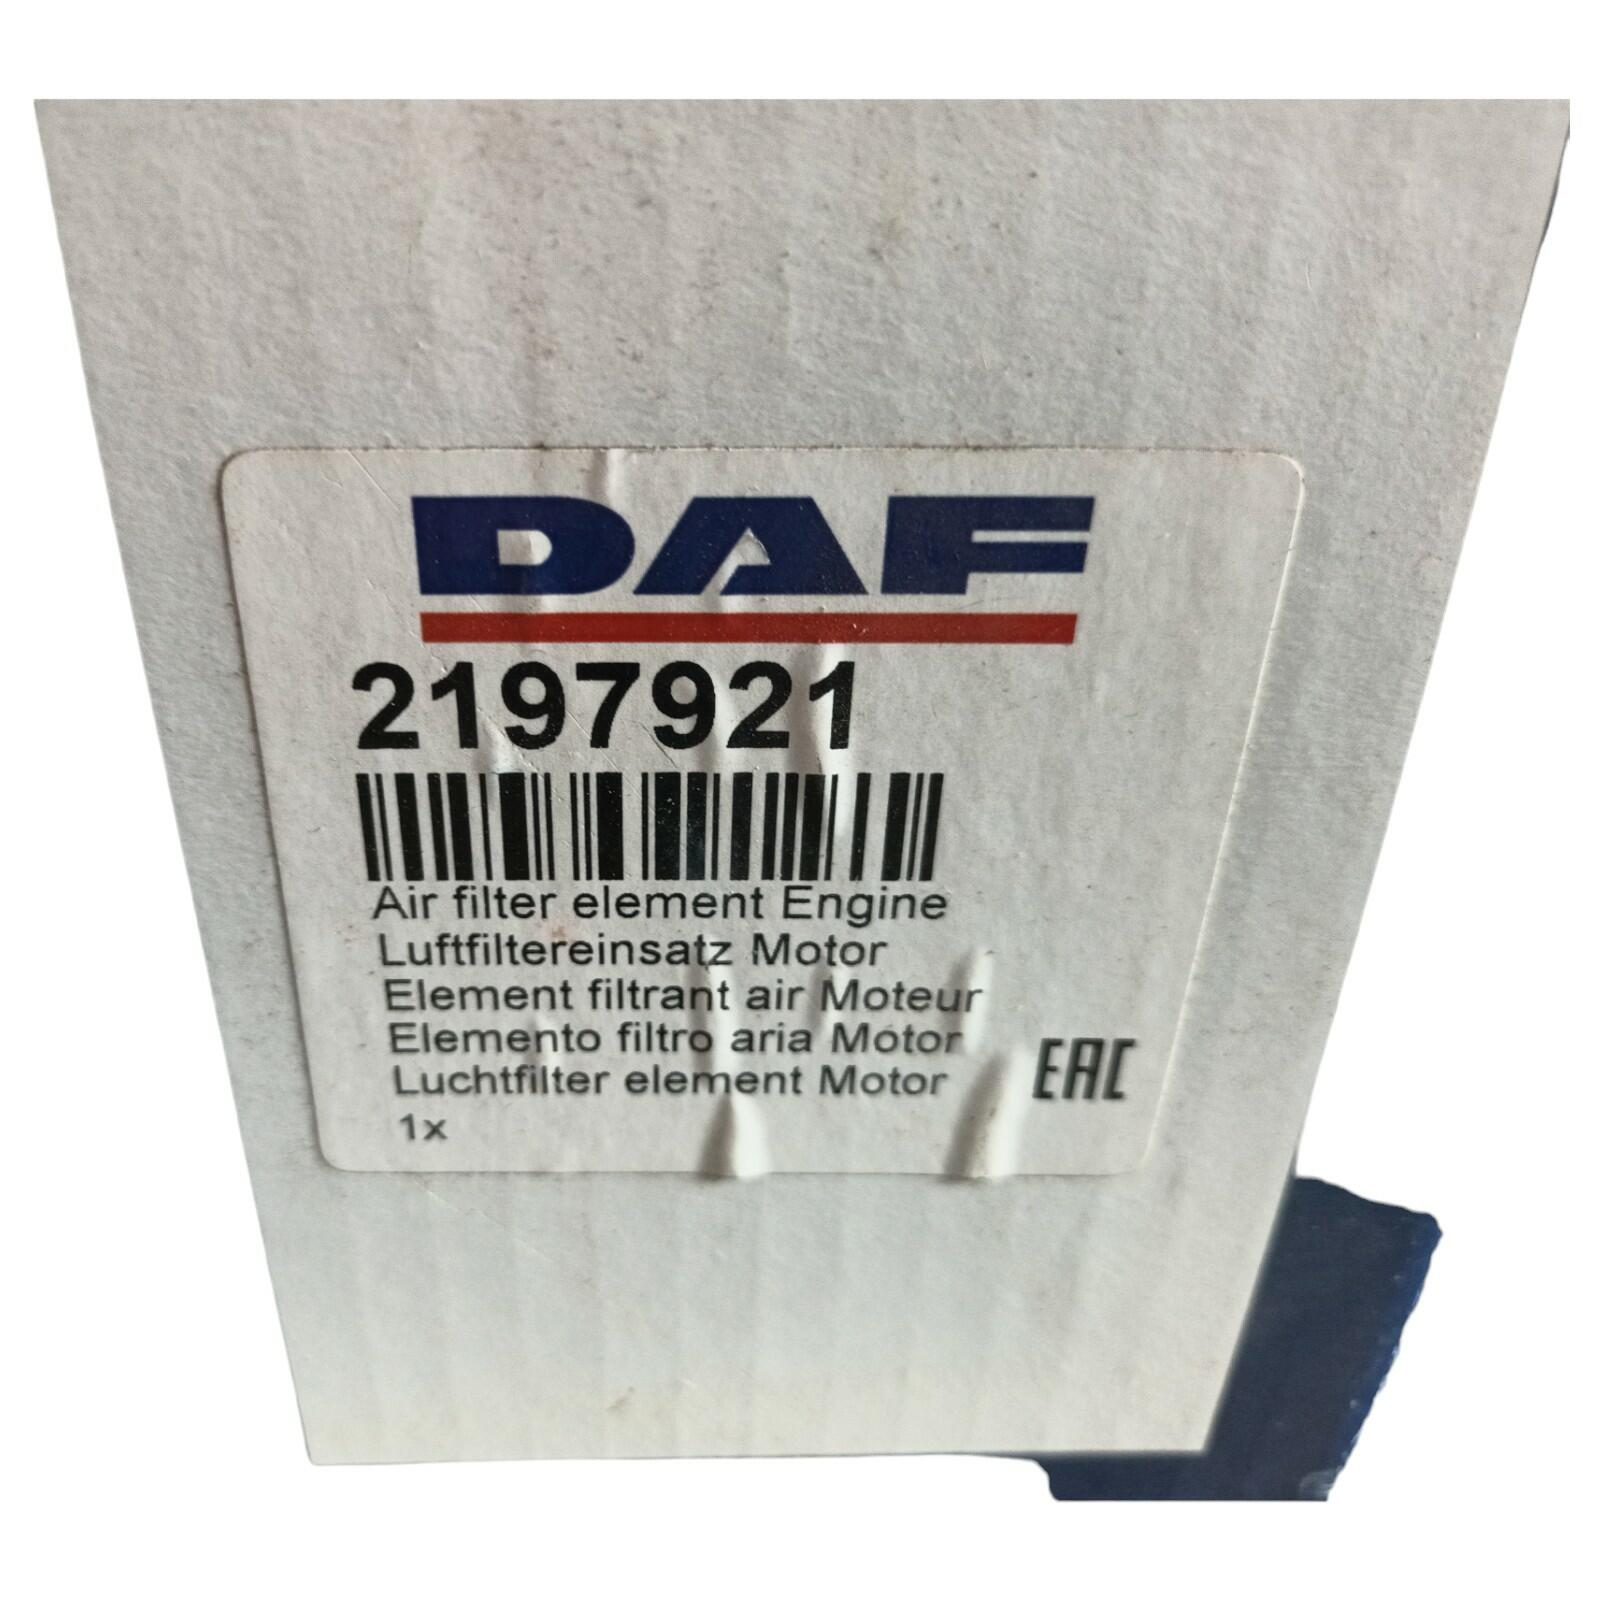 DAF
2197921
Air filter element Engine
Luftfiltereinsatz Motor
Element filtrant air Moteur
Elemento filtro aria Motor
Luchtfilter element Motor
1x
EAC